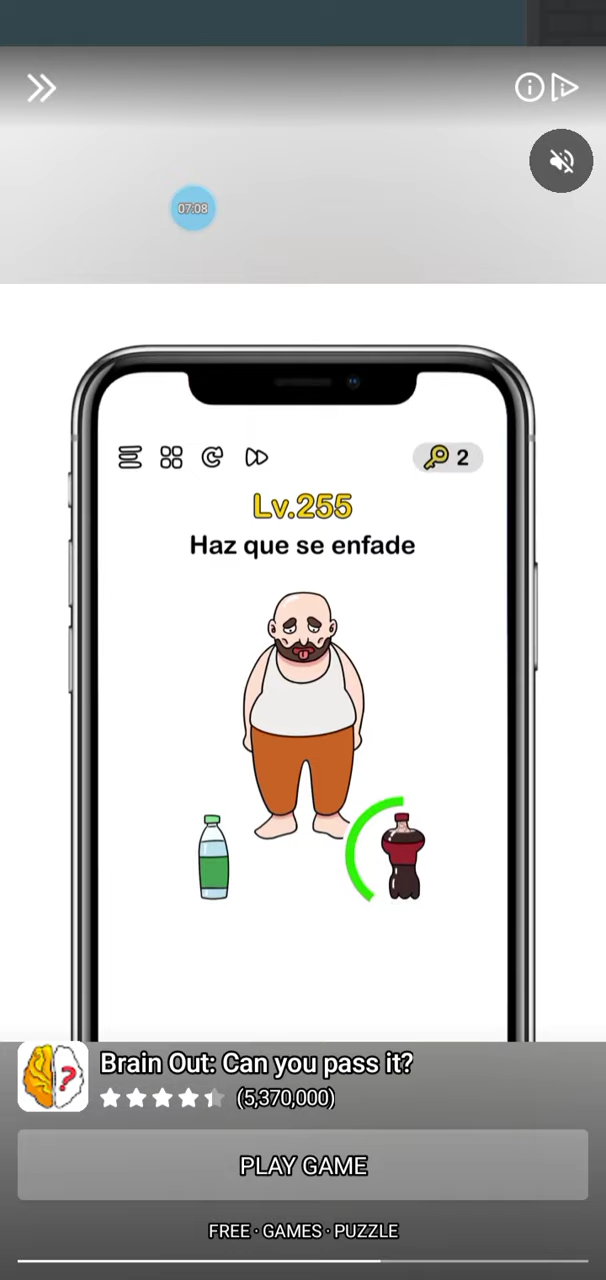 07:08
2
Lv.255
Haz que se enfade
Brain Out: Can you pass it?
(5,370,000)
PLAY GAME
FREE · GAMES · PUZZLE